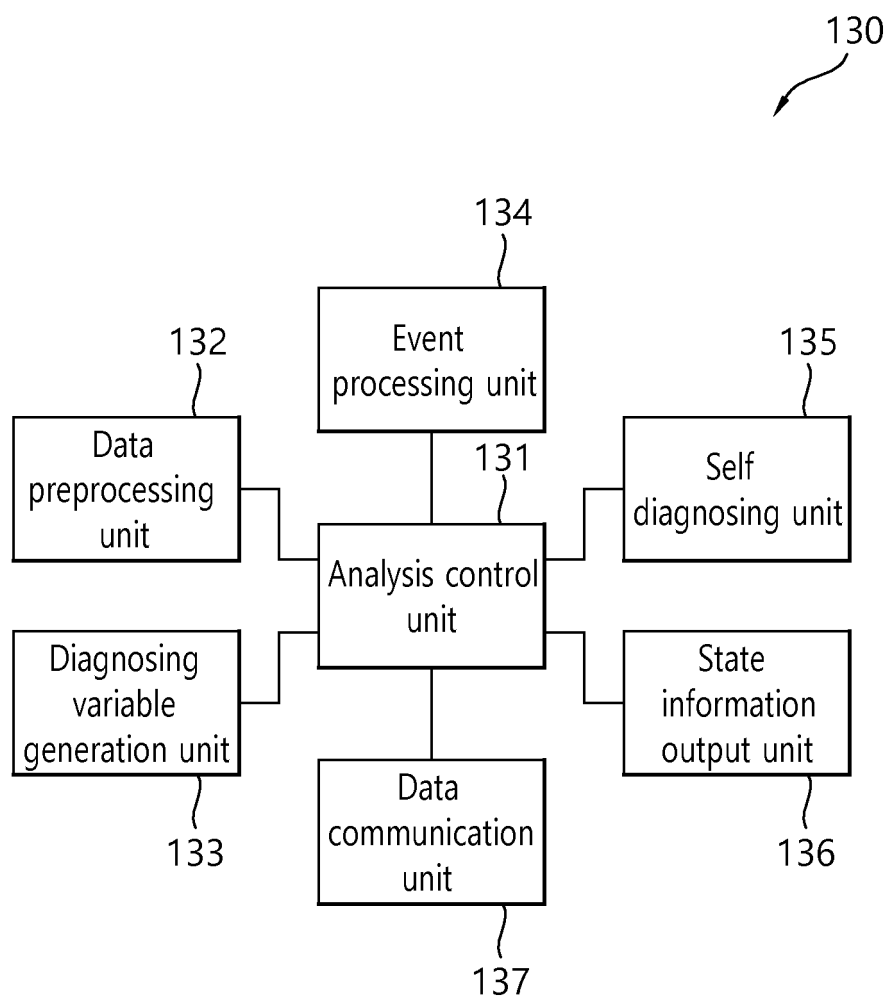 130
134
Event
processing unit
132
Data
preprocessing
unit
135
Self
diagnosing unit
131
Analysis control
unit
Diagnosing
variable
generation unit
133
State
information
output unit
136
Data
communication
unit
137